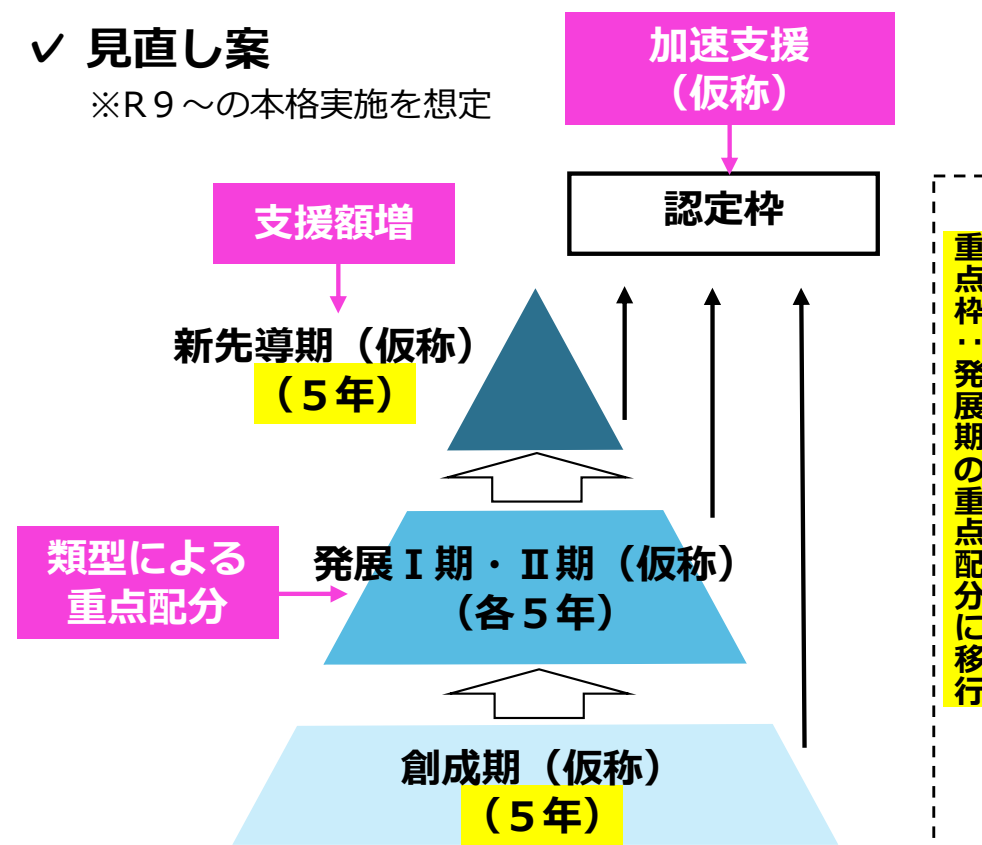 ✓ 見直し案
※R９～の本格実施を想定
加速支援
（仮称）
認定枠
支援額増
新先導期（仮称）
（５年）
類型による
重点配分
発展Ⅰ期・Ⅱ期（仮称）
（各５年）
創成期（仮称）
（５年）
重点枠：発展期の重点配分に移行